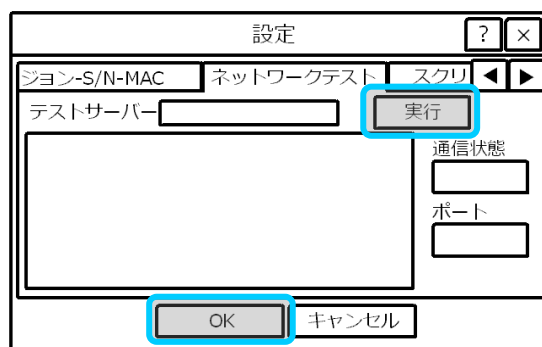 設定 ? ×
ジョン-S/N-MAC ネットワークテスト スクリ ◀ ▶
テストサーバー 実行
通信状態
ポート
OK キャンセル